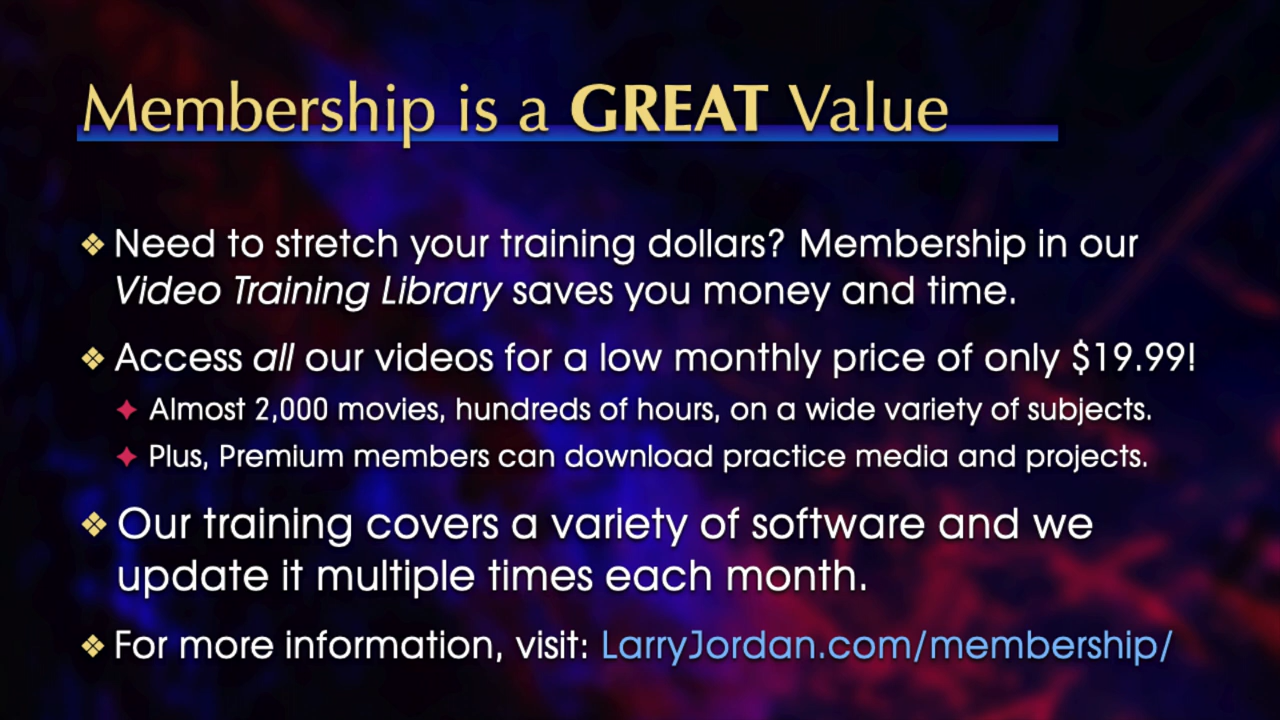 Membership is a GREAT Value
Need to stretch your training dollars? Membership in our
Video Training Library saves you money and time.
Access all our videos for a low monthly price of only $19.99!
Almost 2,000 movies, hundreds of hours, on a wide variety of subjects.
Plus, Premium members can download practice media and projects.
Our training covers a variety of software and we
update it multiple times each month.
For more information, visit: LarryJordan.com/membership/